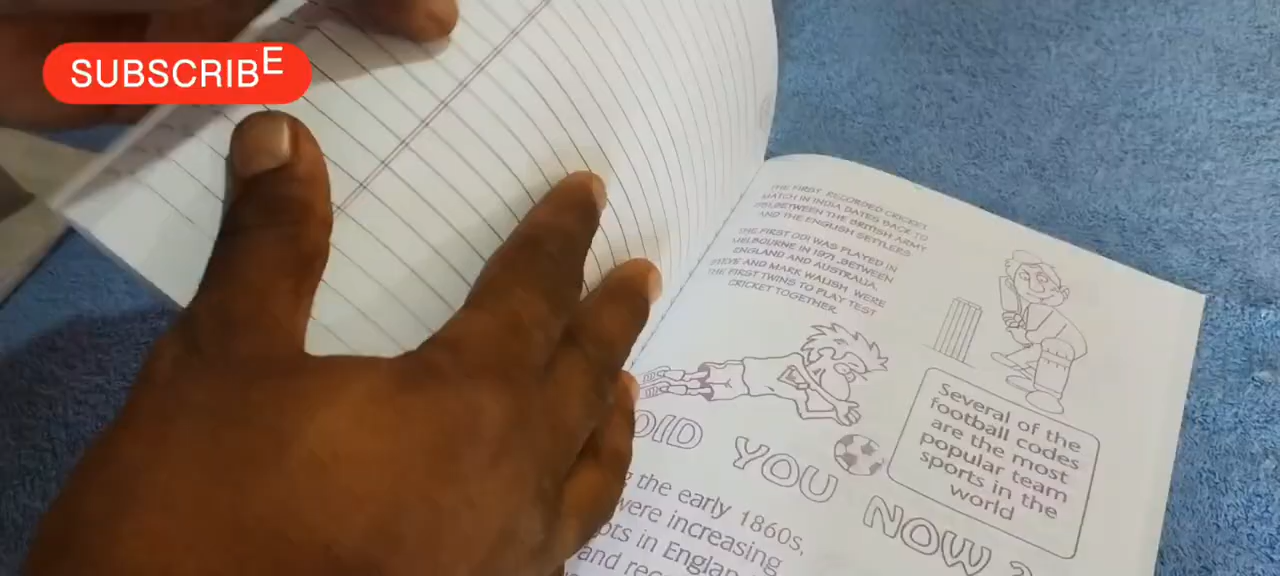 SUBSCRIBE
THE FIRST RECORDED CRICKET
MATCH IN INDIA DATES BACK TO
BETWEEN THE BRITISH ARMY
AND THE ENGLISH SETTLERS
THE FIRST ODI WAS PLAYED IN
MELBOURNE IN 1971 ,BETWEEN
ENGLAND AND AUSTRALIA.
AND MARK WAUSH WERE
THE FIRST TWINS TO PLAY TEST
CRICKET TOGETHER.
Several of the
football codes
are the most
popular team
sports in the
world
DID YOU NOW ?
the early 1860s,
were increasing
in England
and